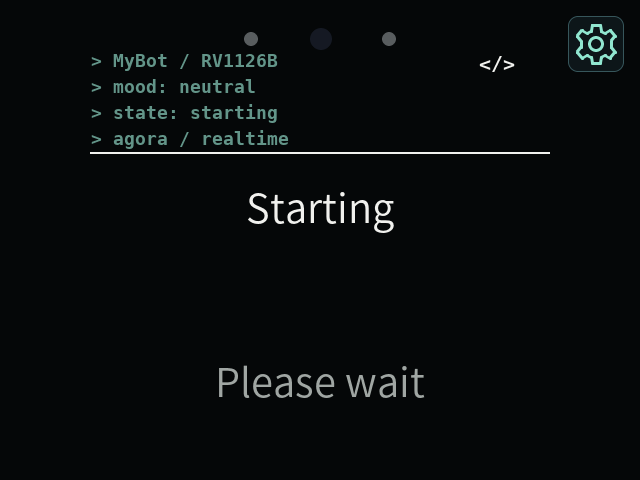 > MyBot / RV1126B
</>
> mood: neutral
> state: starting
> agora / realtime
Starting
Please wait